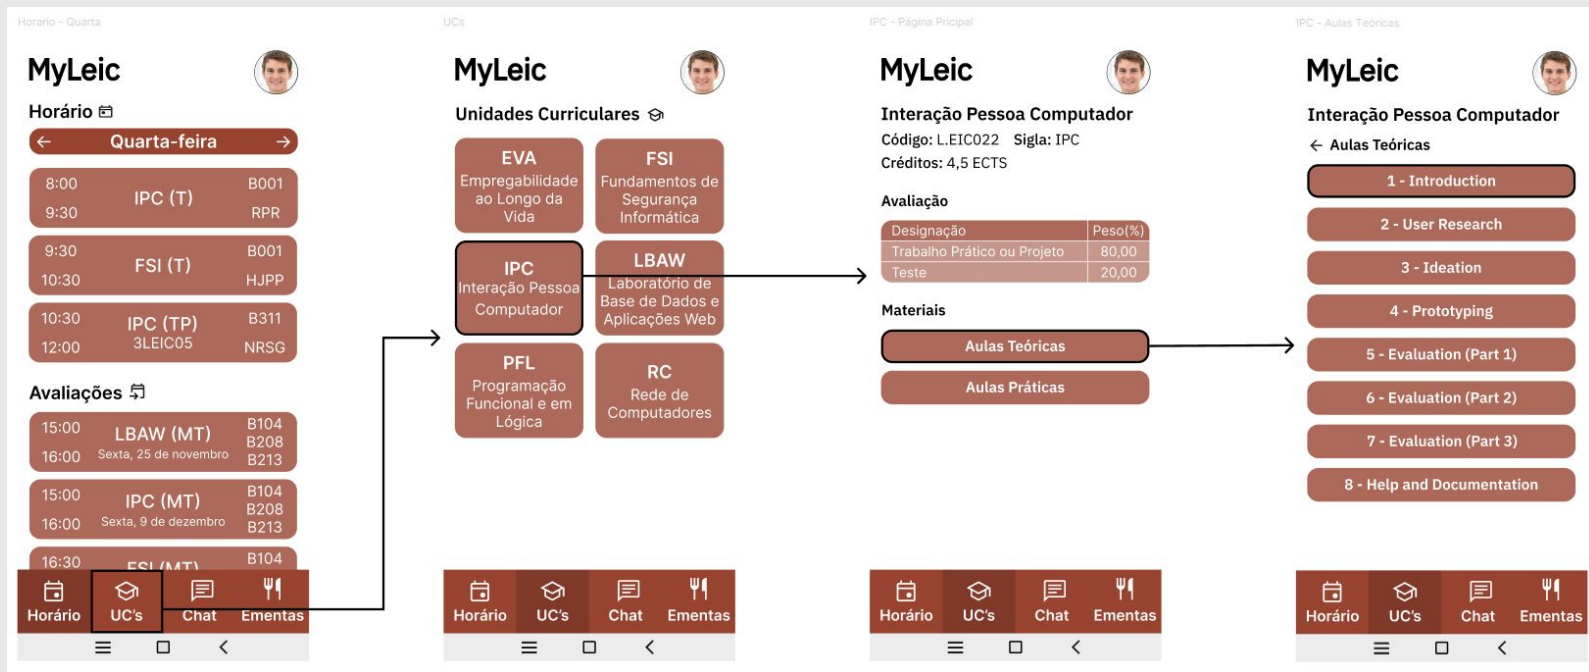 Horario - Quarta
MyLeic
Horário
Quarta-feira
8:00 IPC (T) B001
9:30 RPR
9:30 FSI (T) B001
10:30 HJPP
10:30 IPC (TP) B311
3LEIC05
12:00 NRSG
Avaliações
15:00 LBAW (MT) B104
B208
16:00 Sexta, 25 de novembro B213
15:00 IPC (MT) B104
B208
16:00 Sexta, 9 de dezembro B213
16:30 FSI (MT) B104
Horário UC's Chat Ementas
UCs
MyLeic
Unidades Curriculares
EVA
Empregabilidade
ao Longo da
Vida
FSI
Fundamentos de
Segurança
Informática
IPC
Interação Pessoa
Computador
LBAW
Laboratório de
Base de Dados e
Aplicações Web
PFL
Programação
Funcional e em
Lógica
RC
Rede de
Computadores
Horário UC's Chat Ementas
IPC - Página Pricipal
MyLeic
Interação Pessoa Computador
Código: L.EIC022 Sigla: IPC
Créditos: 4,5 ECTS
Avaliação
Designação Peso(%)
Trabalho Prático ou Projeto 80,00
Teste 20,00
Materiais
Aulas Teóricas
Aulas Práticas
Horário UC's Chat Ementas
IPC - Aulas Teóricas
MyLeic
Interação Pessoa Computador
Aulas Teóricas
1 - Introduction
2 - User Research
3 - Ideation
4 - Prototyping
5 - Evaluation (Part 1)
6 - Evaluation (Part 2)
7 - Evaluation (Part 3)
8 - Help and Documentation
Horário UC's Chat Ementas